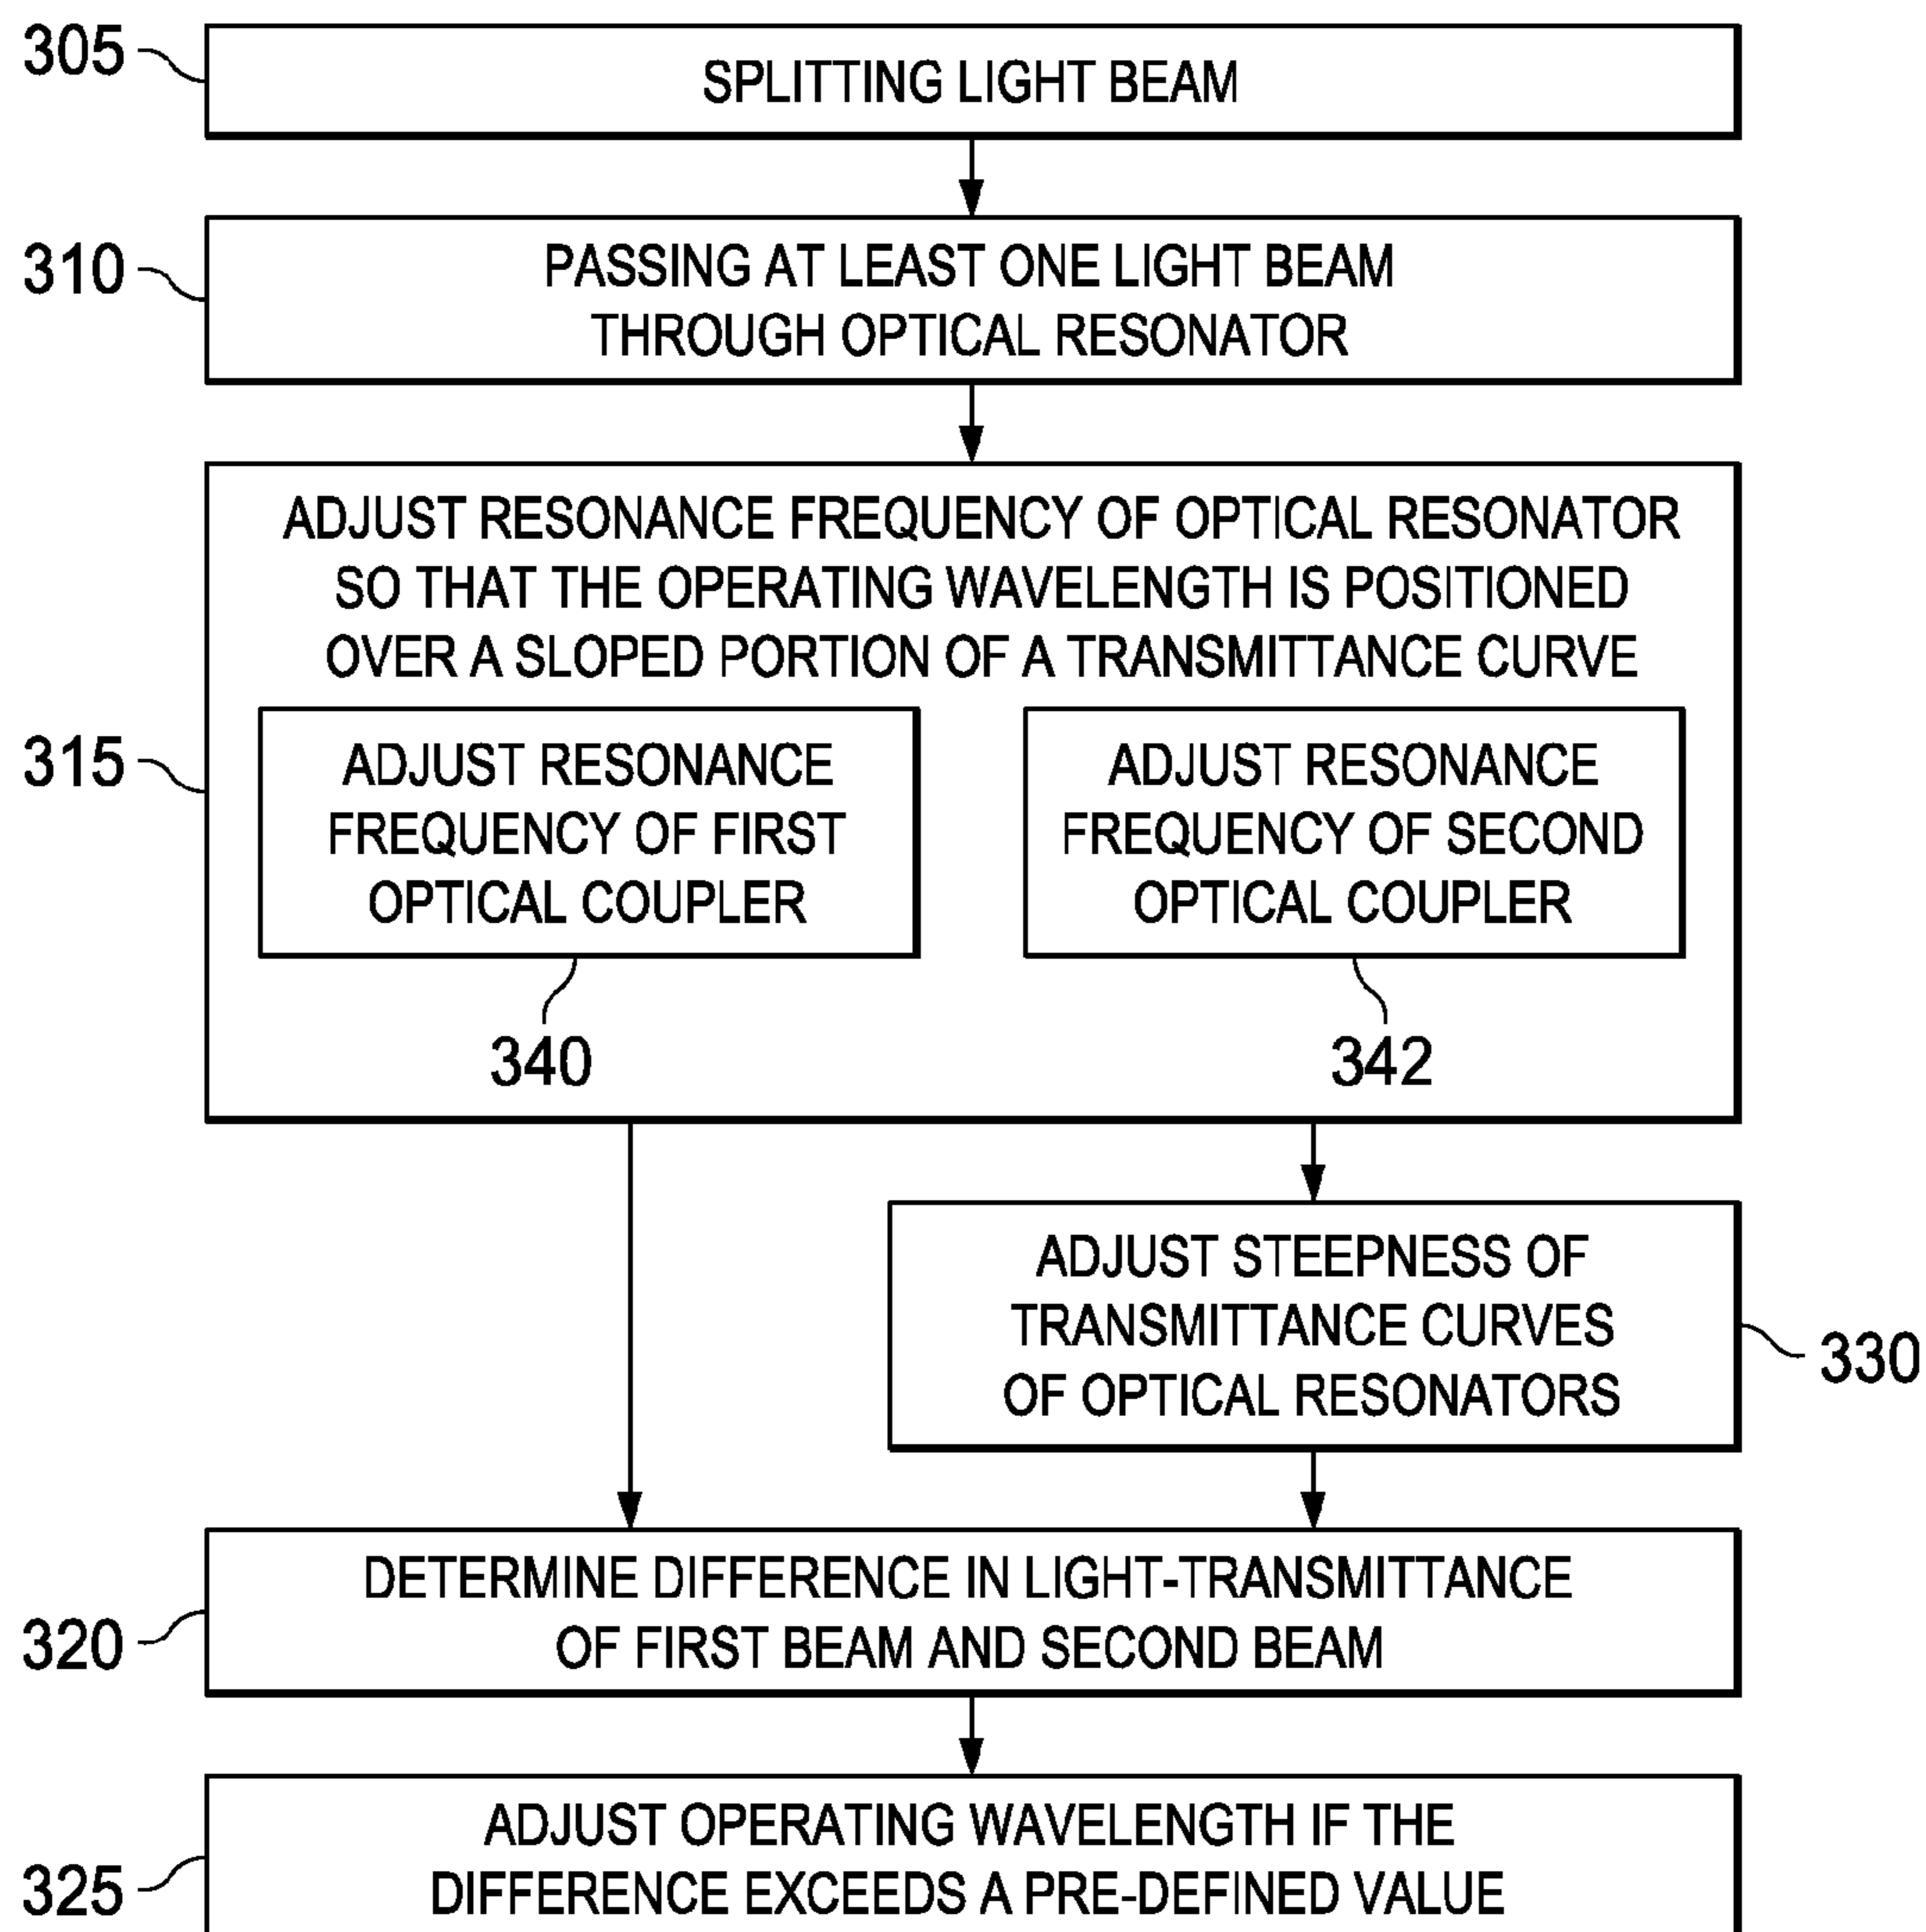 305
SPLITTING LIGHT BEAM
310
PASSING AT LEAST ONE LIGHT BEAM
THROUGH OPTICAL RESONATOR
ADJUST RESONANCE FREQUENCY OF OPTICAL RESONATOR
SO THAT THE OPERATING WAVELENGTH IS POSITIONED
OVER A SLOPED PORTION OF A TRANSMITTANCE CURVE
315
ADJUST RESONANCE
FREQUENCY OF FIRST
OPTICAL COUPLER
340
ADJUST RESONANCE
FREQUENCY OF SECOND
OPTICAL COUPLER
342
ADJUST STEEPNESS OF
TRANSMITTANCE CURVES
OF OPTICAL RESONATORS
330
DETERMINE DIFFERENCE IN LIGHT-TRANSMITTANCE
OF FIRST BEAM AND SECOND BEAM
320
ADJUST OPERATING WAVELENGTH IF THE
DIFFERENCE EXCEEDS A PRE-DEFINED VALUE
325